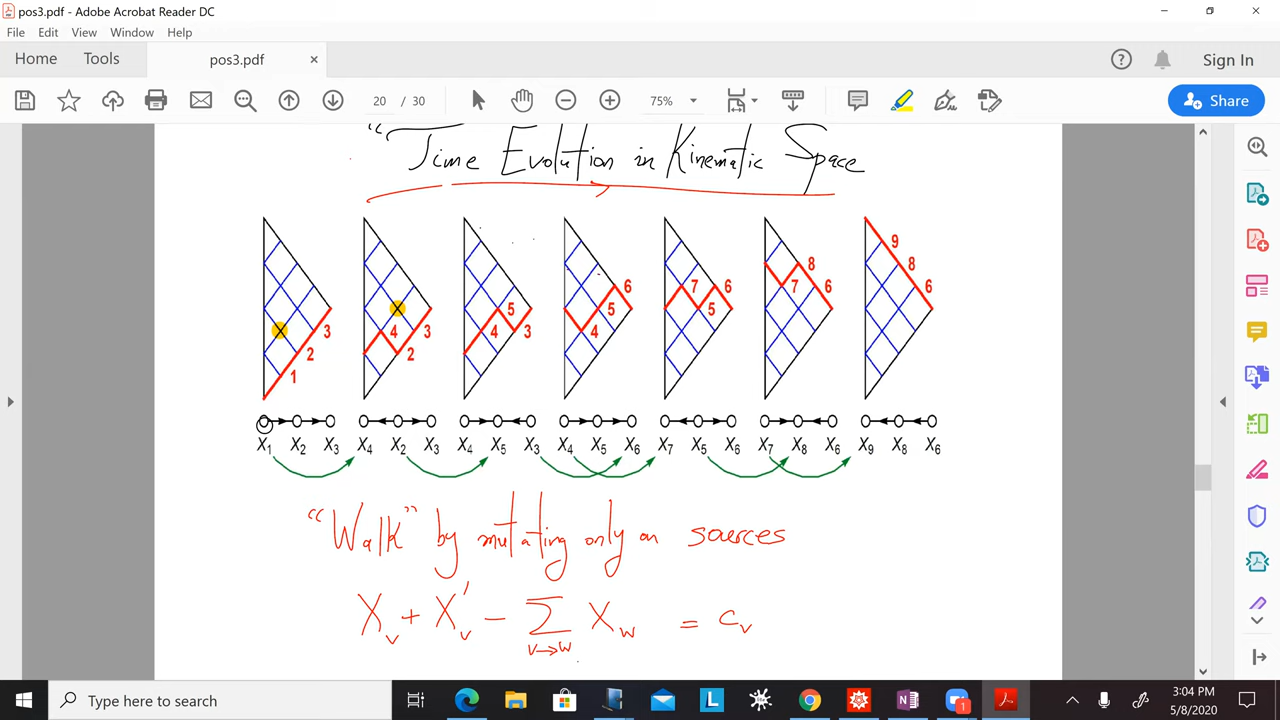 pos3.pdf - Adobe Acrobat Reader DC
File Edit View Window Help
Home Tools pos3.pdf × ? Sign In
20 / 30 75% Share
"Time Evolution in Kinematic Space
1 2 3
4 2 3
4 5 3
4 5 6
7 5 6
7 8 6
9 8 6
X1 X2 X3 X4 X2 X3 X4 X5 X3 X4 X5 X6 X7 X5 X6 X7 X8 X6 X9 X8 X6
"Walk" by mutating only on sources
Xv + Xv′ − ∑ Xw = cv
v→w
Type here to search
L N 1
3:04 PM
5/8/2020